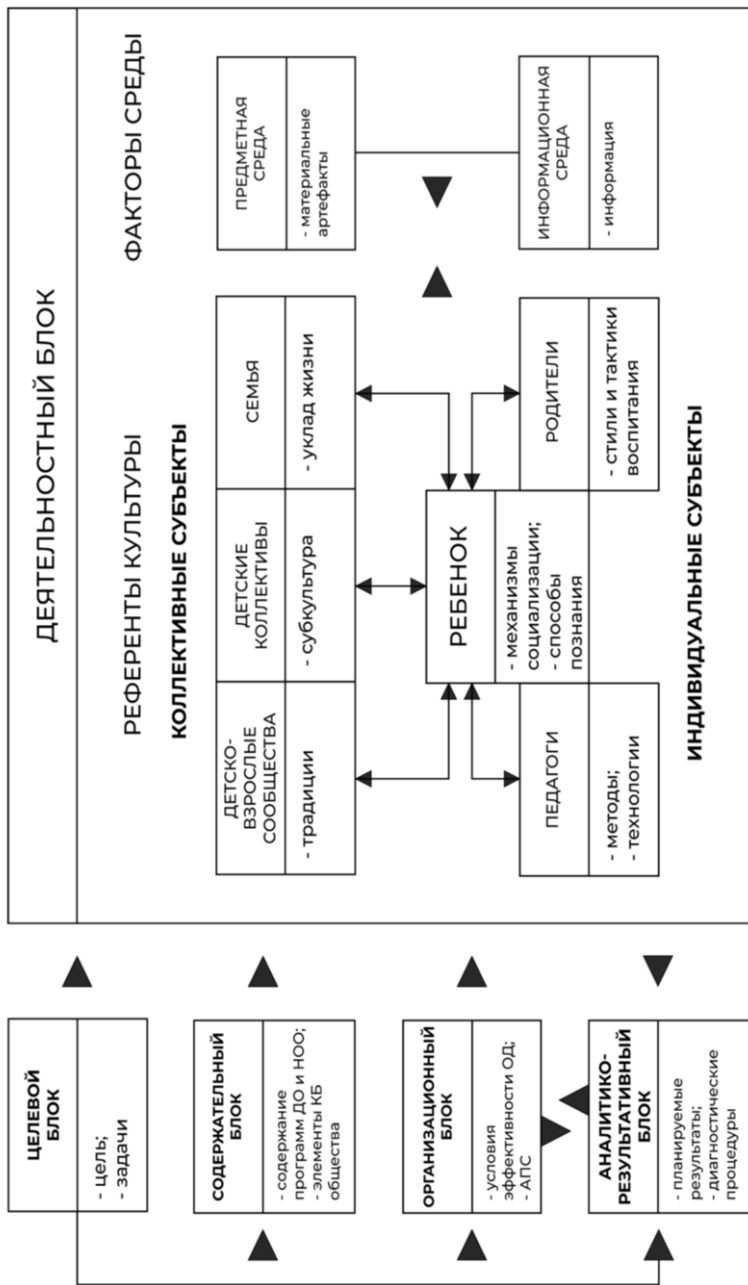 ДЕЯТЕЛЬНОСТНЫЙ БЛОК
РЕФЕРЕНТЫ КУЛЬТУРЫ
ФАКТОРЫ СРЕДЫ
КОЛЛЕКТИВНЫЕ СУБЪЕКТЫ
ДЕТСКО-
ВЗРОСЛЫЕ
СООБЩЕСТВА
- традиции
ДЕТСКИЕ
КОЛЛЕКТИВЫ
- субкультура
СЕМЬЯ
- уклад жизни
ПРЕДМЕТНАЯ
СРЕДА
- материальные
артефакты
РЕБЕНОК
- механизмы
социализации;
- способы
познания
ПЕДАГОГИ
- методы;
- технологии
РОДИТЕЛИ
- стили и тактики
воспитания
ИНФОРМАЦИОННАЯ
СРЕДА
- информация
ИНДИВИДУАЛЬНЫЕ СУБЪЕКТЫ
ЦЕЛЕВОЙ
БЛОК
- цель;
- задачи
СОДЕРЖАТЕЛЬНЫЙ
БЛОК
- содержание
программ ДО и НОО;
- элементы КБ
общества
ОРГАНИЗАЦИОННЫЙ
БЛОК
- условия
эффективности ОД;
- АПС
АНАЛИТИКО-
РЕЗУЛЬТАТИВНЫЙ
БЛОК
- планируемые
результаты;
- диагностические
процедуры